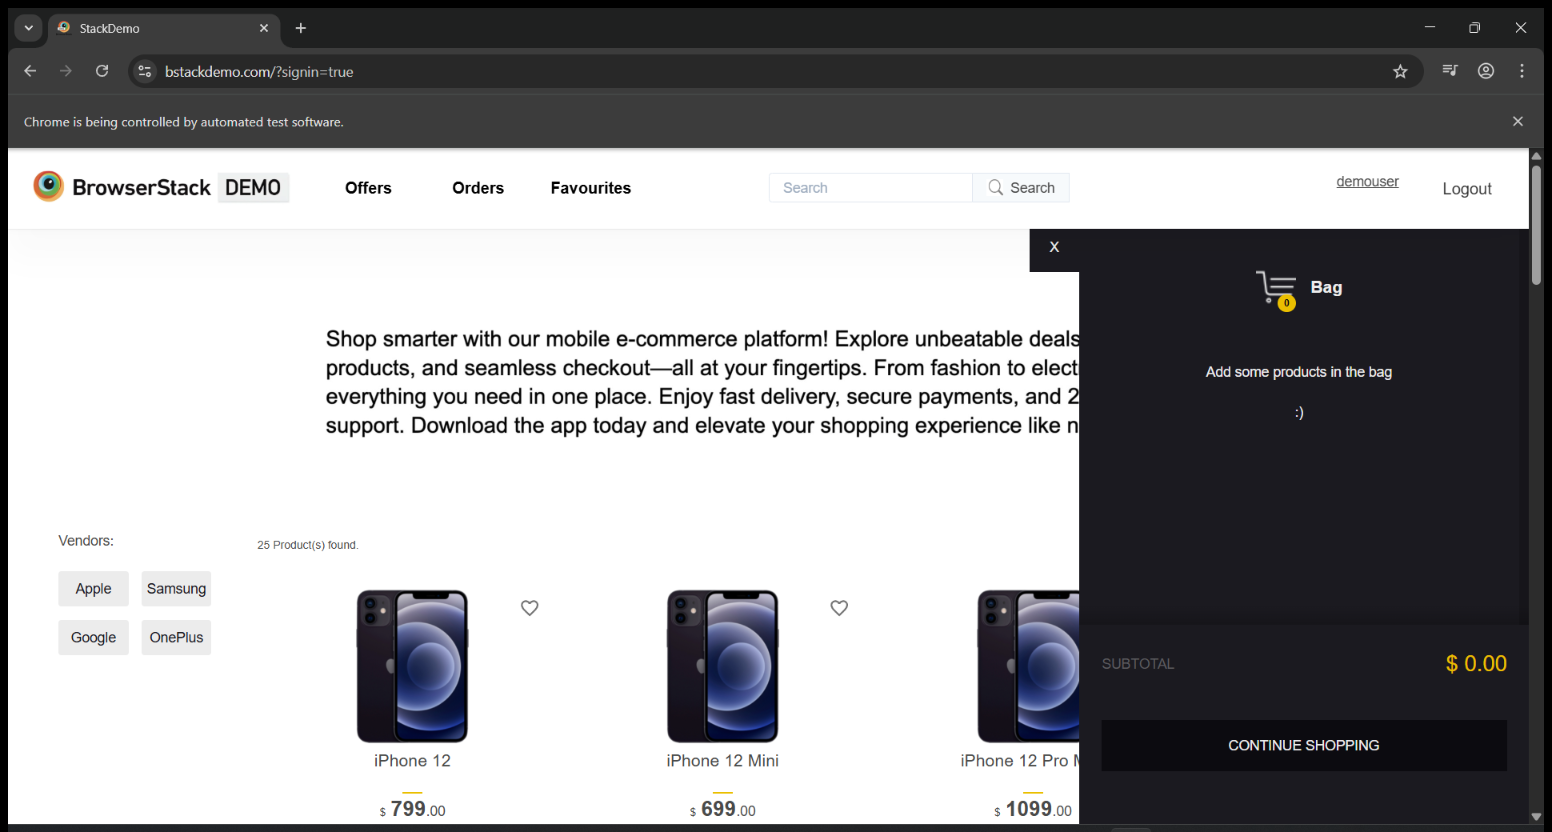 StackDemo
bstackdemo.com/?signin=true
Chrome is being controlled by automated test software.
BrowserStack DEMO
Offers
Orders
Favourites
Search
Search
demouser
Logout
X
0
Bag
Add some products in the bag
:)
Shop smarter with our mobile e-commerce platform! Explore unbeatable deals
products, and seamless checkout—all at your fingertips. From fashion to elect
everything you need in one place. Enjoy fast delivery, secure payments, and 2
support. Download the app today and elevate your shopping experience like n
Vendors:
Apple
Samsung
Google
OnePlus
25 Product(s) found.
iPhone 12
$ 799.00
iPhone 12 Mini
$ 699.00
iPhone 12 Pro
$ 1099.00
SUBTOTAL
$ 0.00
CONTINUE SHOPPING